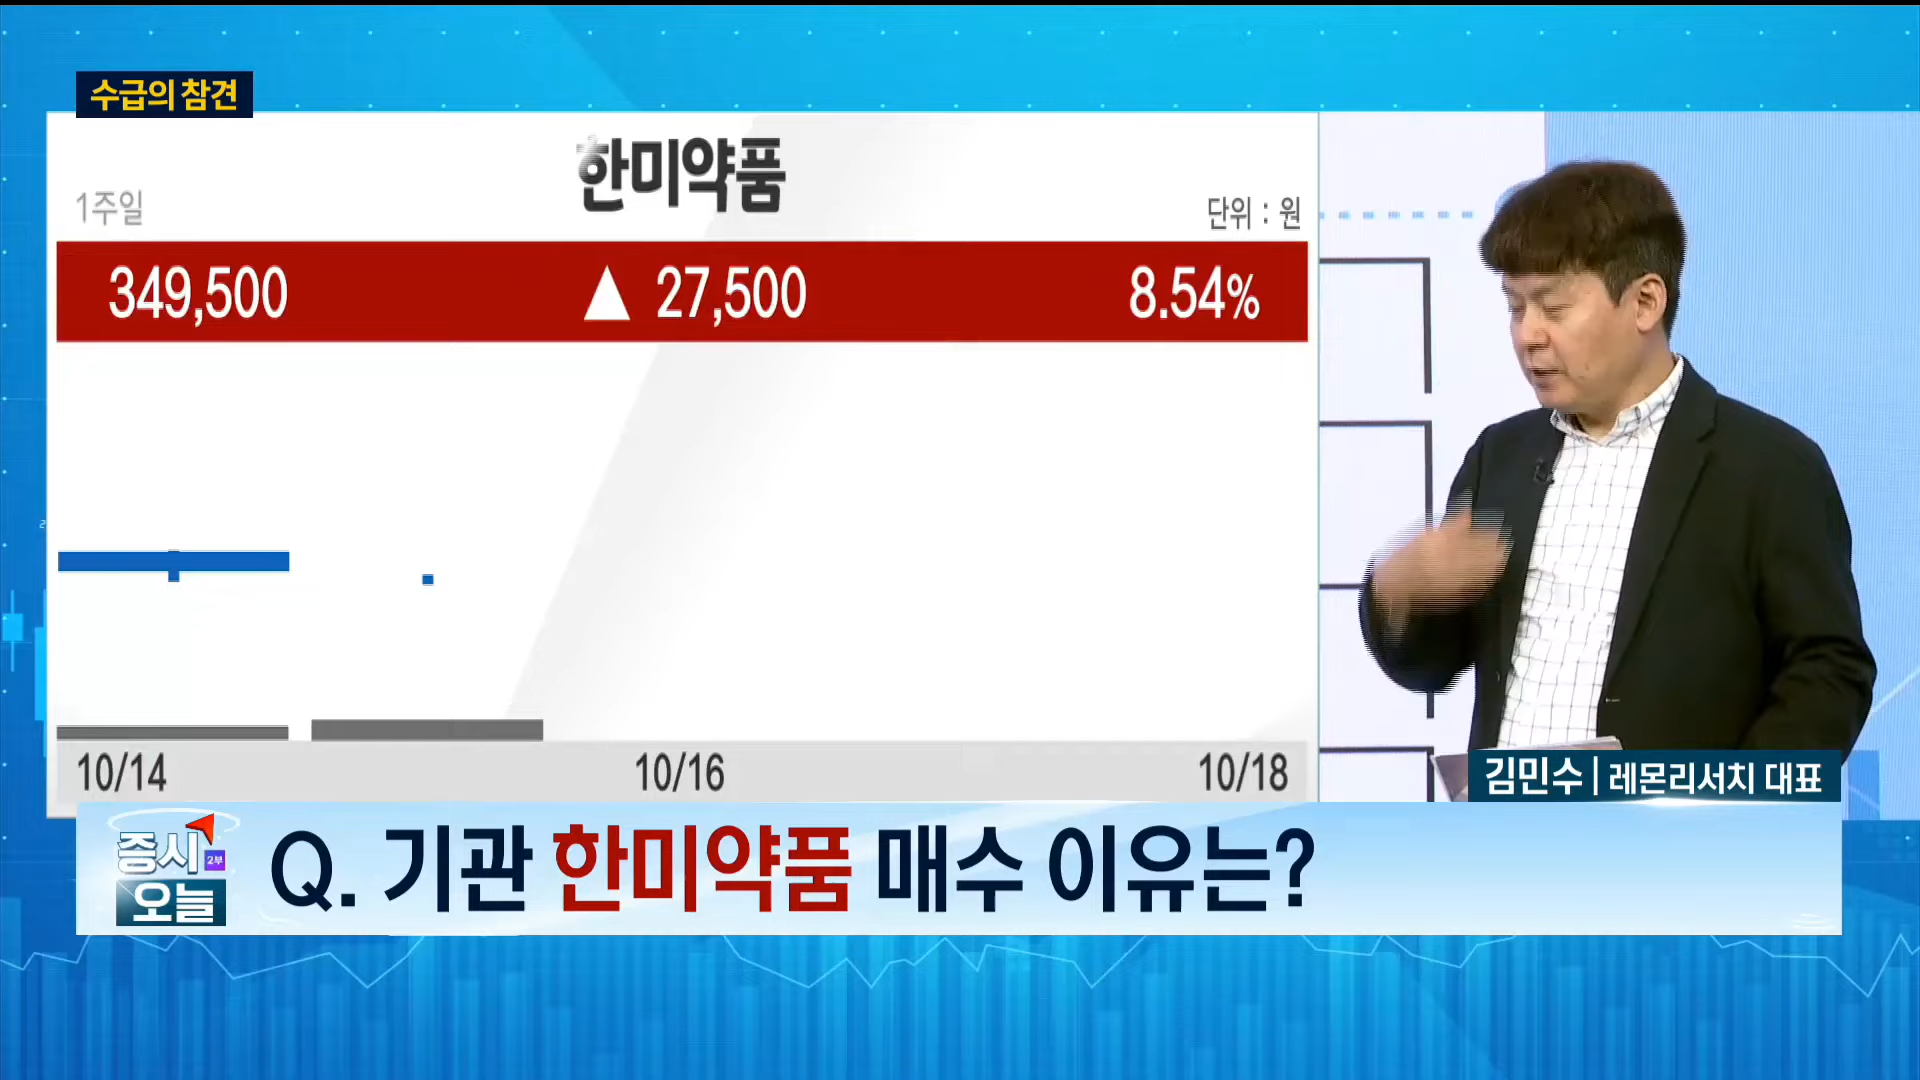 수급의 참견
한미약품
1주일
단위 : 원
349,500 ▲ 27,500 8.54%
10/14 10/16 10/18
김민수 | 레몬리서치 대표
증시 2부
오늘
Q. 기관 한미약품 매수 이유는?